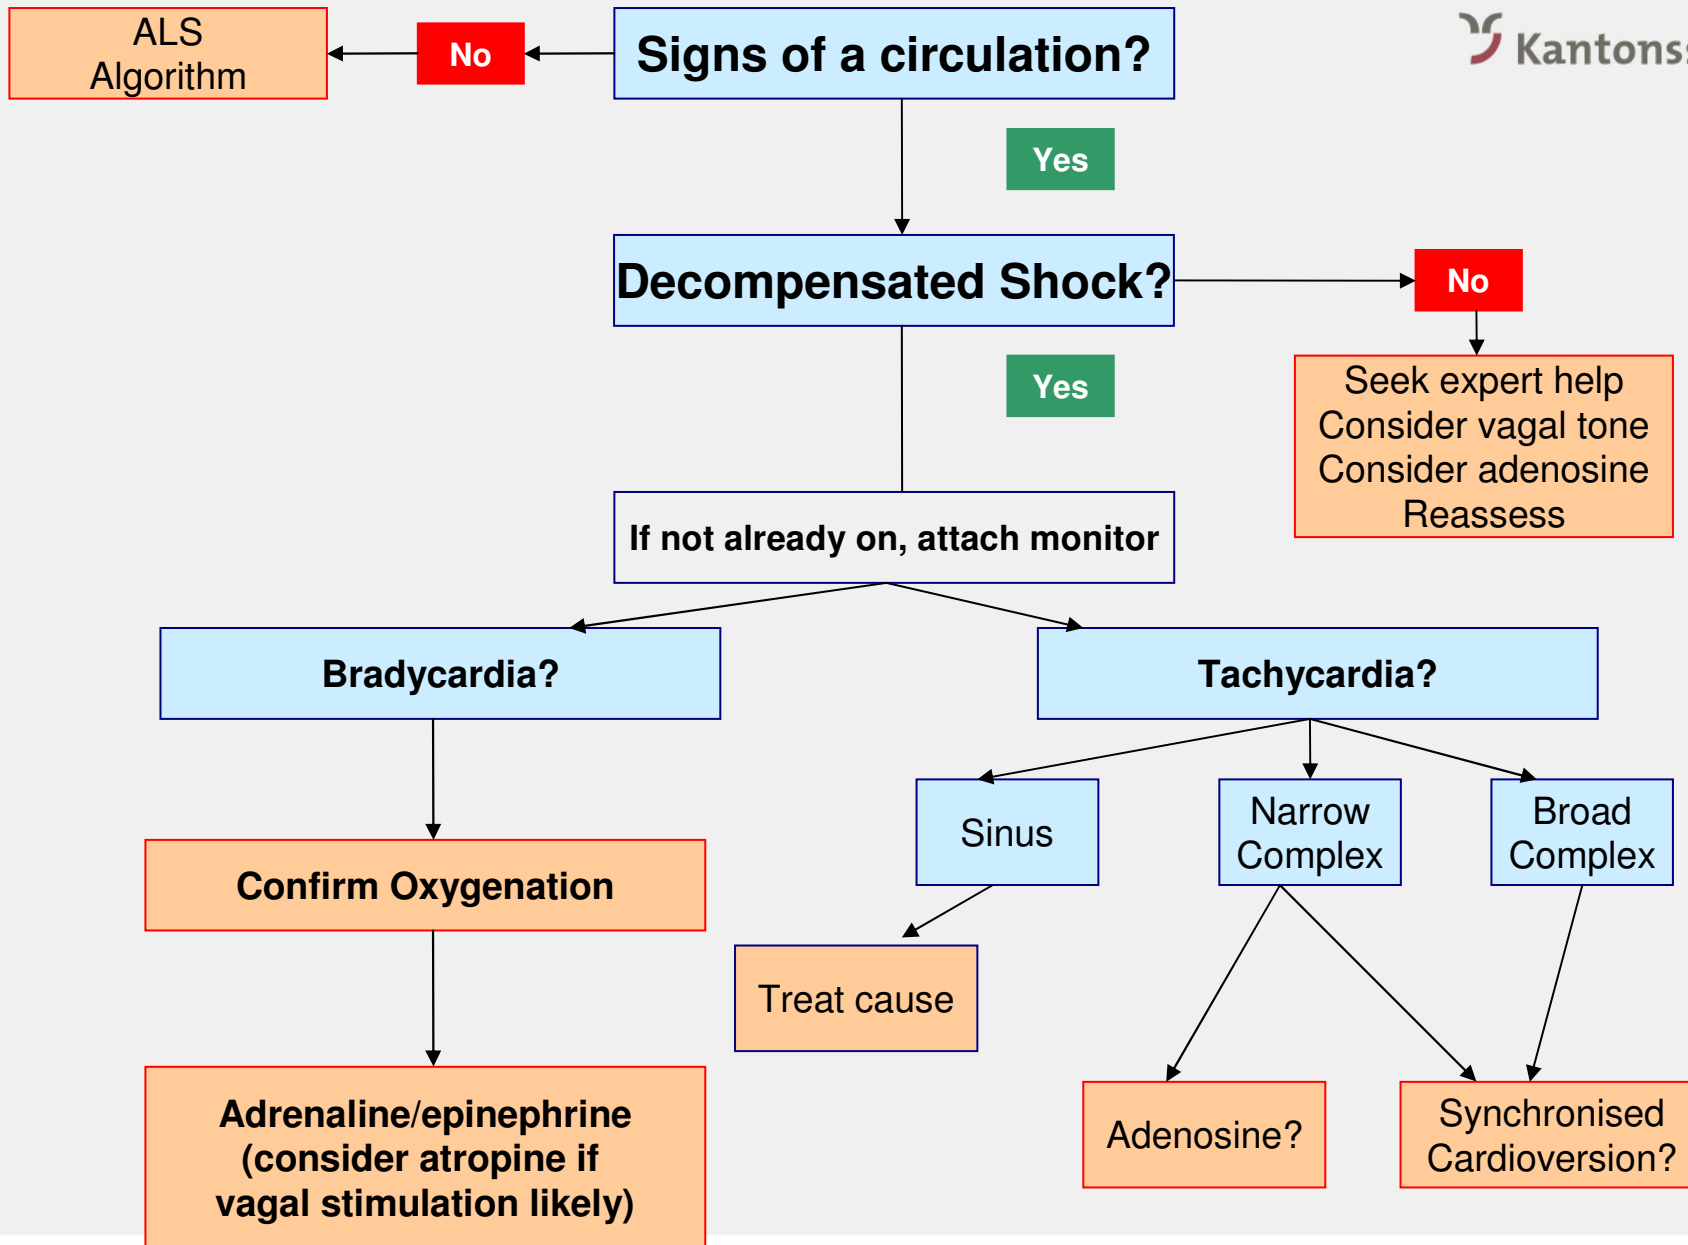 ALS
Algorithm
No
Signs of a circulation?
Yes
Decompensated Shock?
No
Yes
Seek expert help
Consider vagal tone
Consider adenosine
Reassess
If not already on, attach monitor
Bradycardia?
Tachycardia?
Sinus
Narrow
Complex
Broad
Complex
Confirm Oxygenation
Treat cause
Adrenaline/epinephrine
(consider atropine if
vagal stimulation likely)
Adenosine?
Synchronised
Cardioversion?